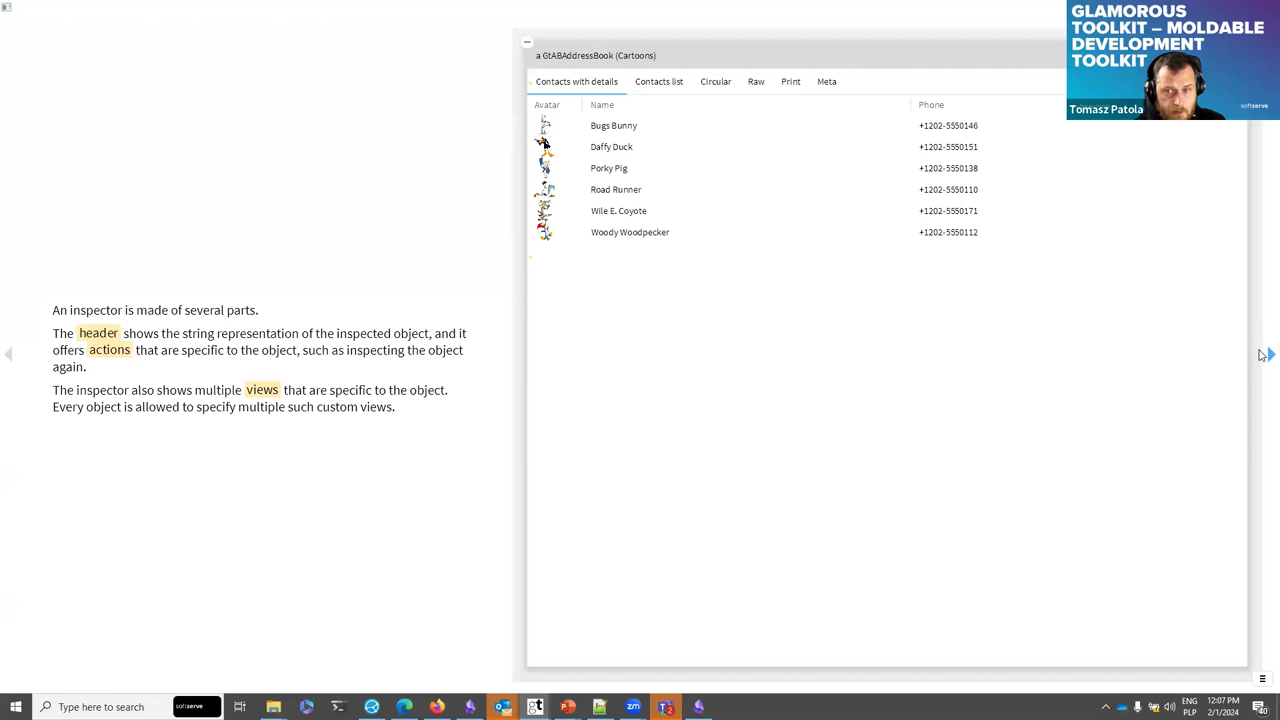 GLAMOROUS
TOOLKIT – MOLDABLE
DEVELOPMENT
TOOLKIT
Tomasz Patola
softserve
a GtABAddressBook (Cartoons)
Contacts with details Contacts list Circular Raw Print Meta
Avatar Name Phone
Bugs Bunny +1202-5550146
Daffy Duck +1202-5550151
Porky Pig +1202-5550138
Road Runner +1202-5550110
Wile E. Coyote +1202-5550171
Woody Woodpecker +1202-5550112
An inspector is made of several parts.
The header shows the string representation of the inspected object, and it
offers actions that are specific to the object, such as inspecting the object
again.
The inspector also shows multiple views that are specific to the object.
Every object is allowed to specify multiple such custom views.
Type here to search
softserve
gt
zm
ENG
PLP
12:07 PM
2/1/2024
40